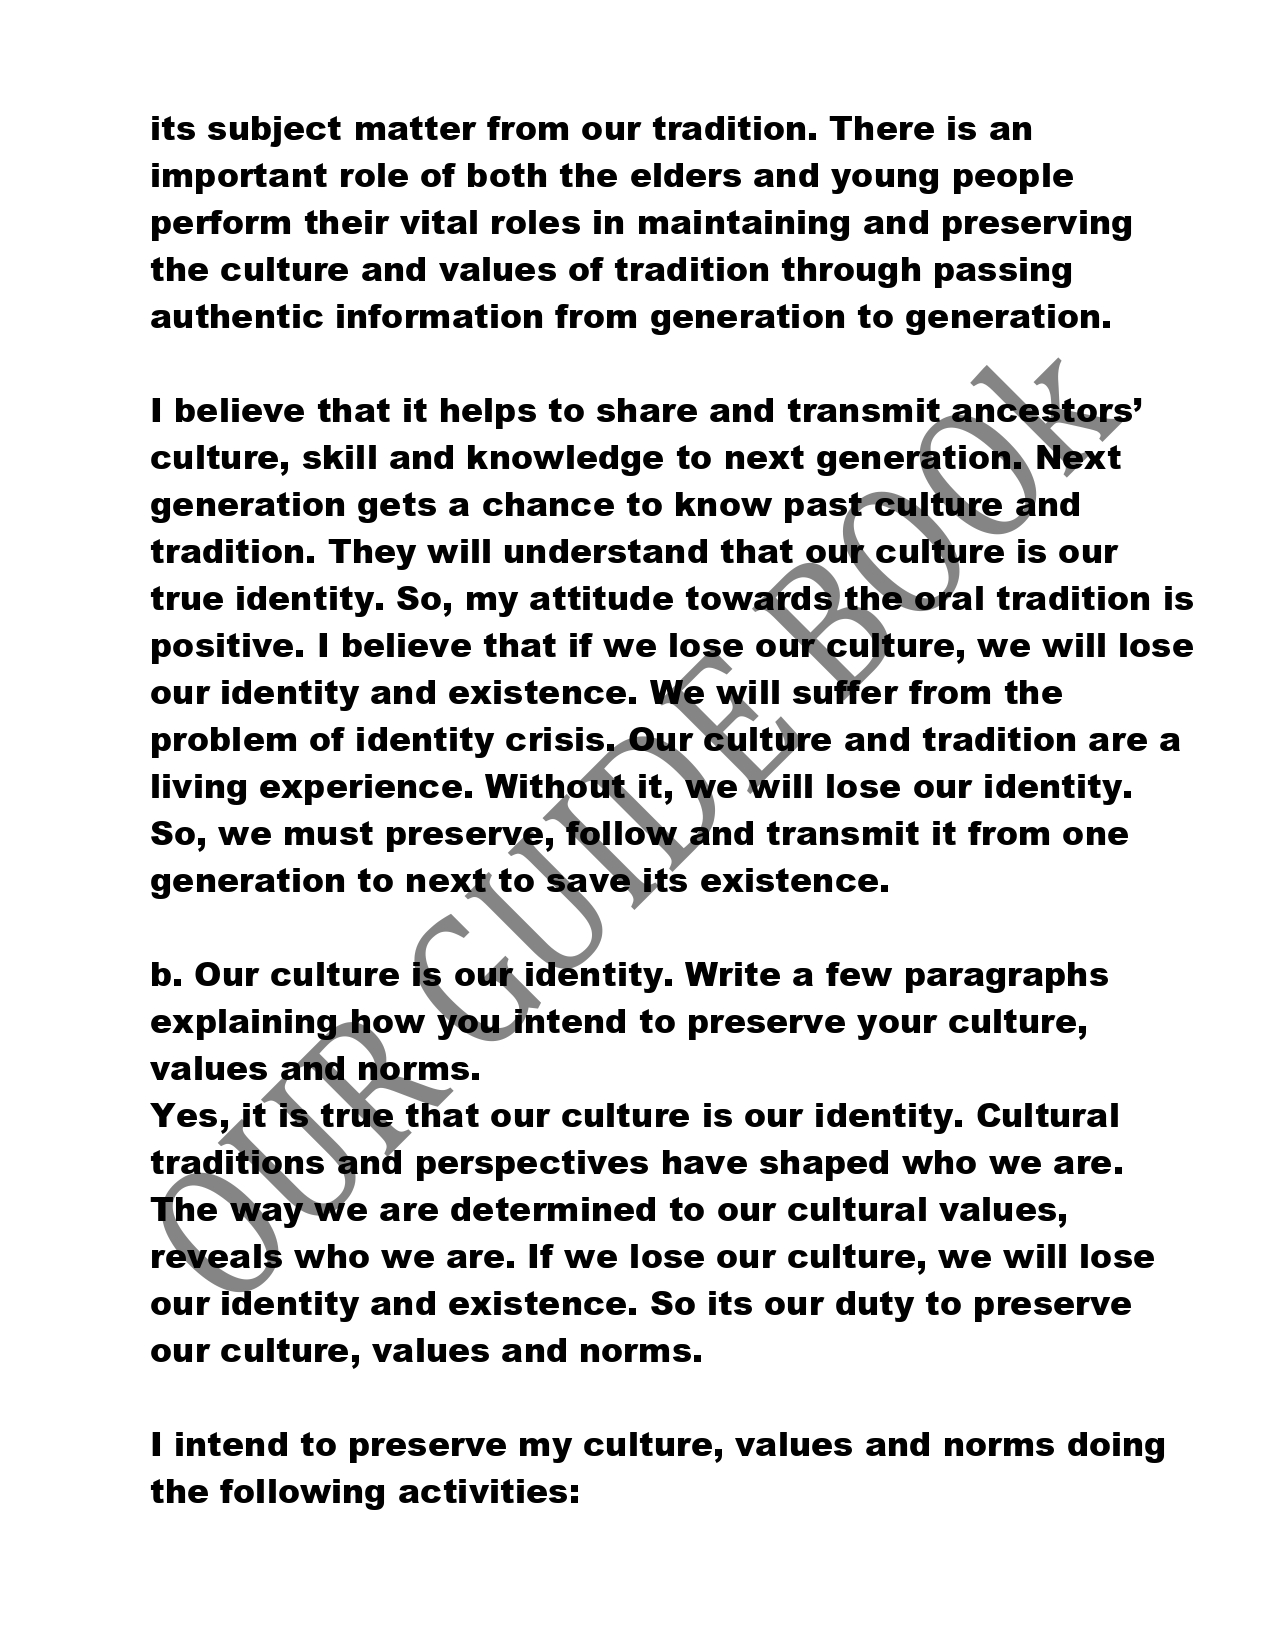 its subject matter from our tradition. There is an
important role of both the elders and young people
perform their vital roles in maintaining and preserving
the culture and values of tradition through passing
authentic information from generation to generation.
I believe that it helps to share and transmit ancestors’
culture, skill and knowledge to next generation. Next
generation gets a chance to know past culture and
tradition. They will understand that our culture is our
true identity. So, my attitude towards the oral tradition is
positive. I believe that if we lose our culture, we will lose
our identity and existence. We will suffer from the
problem of identity crisis. Our culture and tradition are a
living experience. Without it, we will lose our identity.
So, we must preserve, follow and transmit it from one
generation to next to save its existence.
b. Our culture is our identity. Write a few paragraphs
explaining how you intend to preserve your culture,
values and norms.
Yes, it is true that our culture is our identity. Cultural
traditions and perspectives have shaped who we are.
The way we are determined to our cultural values,
reveals who we are. If we lose our culture, we will lose
our identity and existence. So its our duty to preserve
our culture, values and norms.
I intend to preserve my culture, values and norms doing
the following activities:
OUR GUIDE BOOk